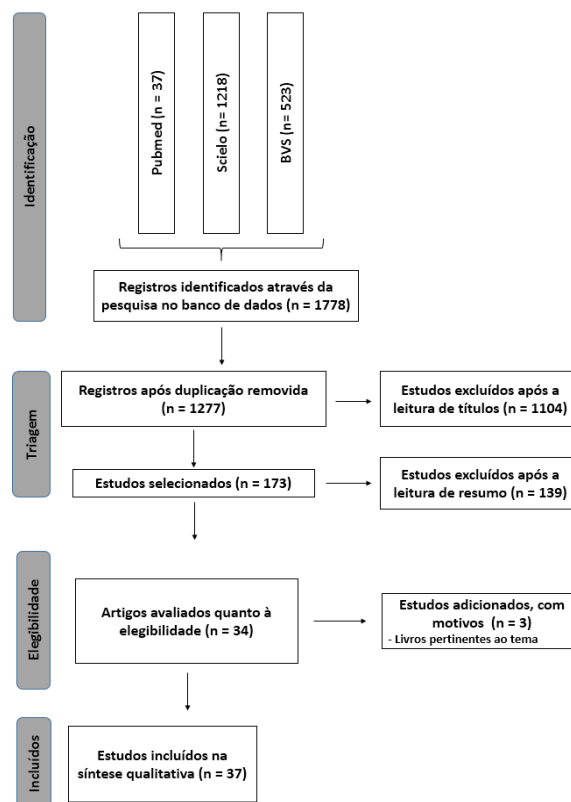 Identificação
Pubmed (n = 37)
Scielo (n= 1218)
BVS (n= 523)
Registros identificados através da
pesquisa no banco de dados (n = 1778)
Triagem
Registros após duplicação removida
(n = 1277)
Estudos excluídos após a
leitura de títulos (n = 1104)
Estudos selecionados (n = 173)
Estudos excluídos após a
leitura de resumo (n = 139)
Elegibilidade
Artigos avaliados quanto à
elegibilidade (n = 34)
Estudos adicionados, com
motivos (n = 3)
- Livros pertinentes ao tema
Incluídos
Estudos incluídos na
síntese qualitativa (n = 37)